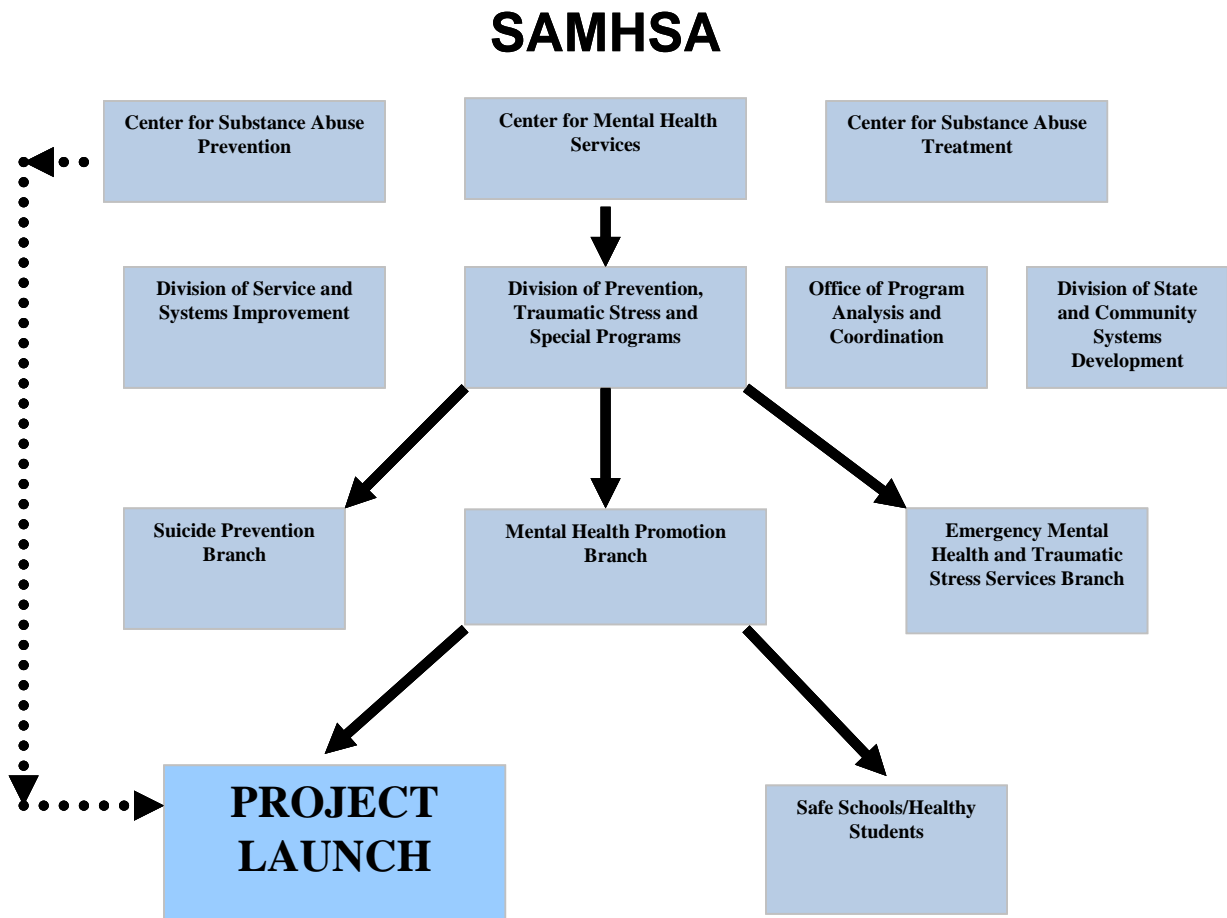 SAMHSA
Center for Substance Abuse
Prevention
Center for Mental Health
Services
Center for Substance Abuse
Treatment
Division of Service and
Systems Improvement
Division of Prevention,
Traumatic Stress and
Special Programs
Office of Program
Analysis and
Coordination
Division of State
and Community
Systems
Development
Suicide Prevention
Branch
Mental Health Promotion
Branch
Emergency Mental
Health and Traumatic
Stress Services Branch
PROJECT
LAUNCH
Safe Schools/Healthy
Students